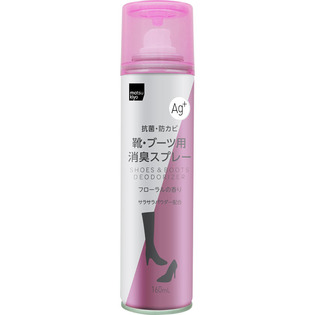 matsu
kiyo
Ag+
抗菌・防カビ
靴・ブーツ用
消臭スプレー
SHOES & BOOTS
DEODORIZER
フローラルの香り
サラサラパウダー配合